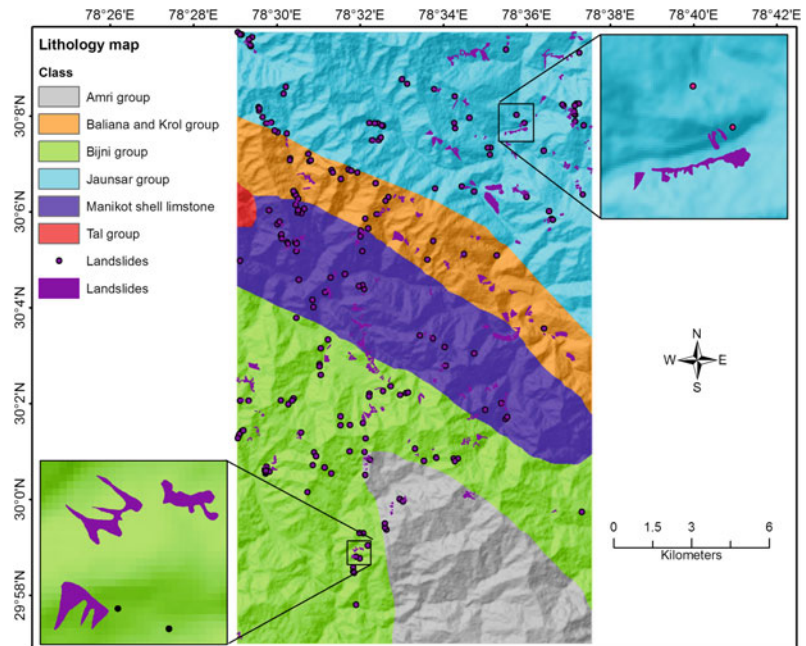 78°26'E 78°28'E 78°30'E 78°32'E 78°34'E 78°36'E 78°38'E 78°40'E 78°42'E
Lithology map
Class
Amri group
Baliana and Krol group
Bijni group
Jaunsar group
Manikot shell limstone
Tal group
Landslides
Landslides
30°8'N
30°6'N
30°4'N
30°2'N
30°0'N
29°58'N
N
W E
S
0 1.5 3 6
Kilometers